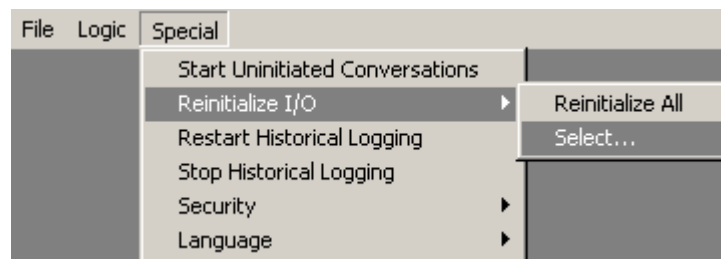 File Logic Special
Start Uninitiated Conversations
Reinitialize I/O
Reinitialize All
Restart Historical Logging
Select...
Stop Historical Logging
Security
Language